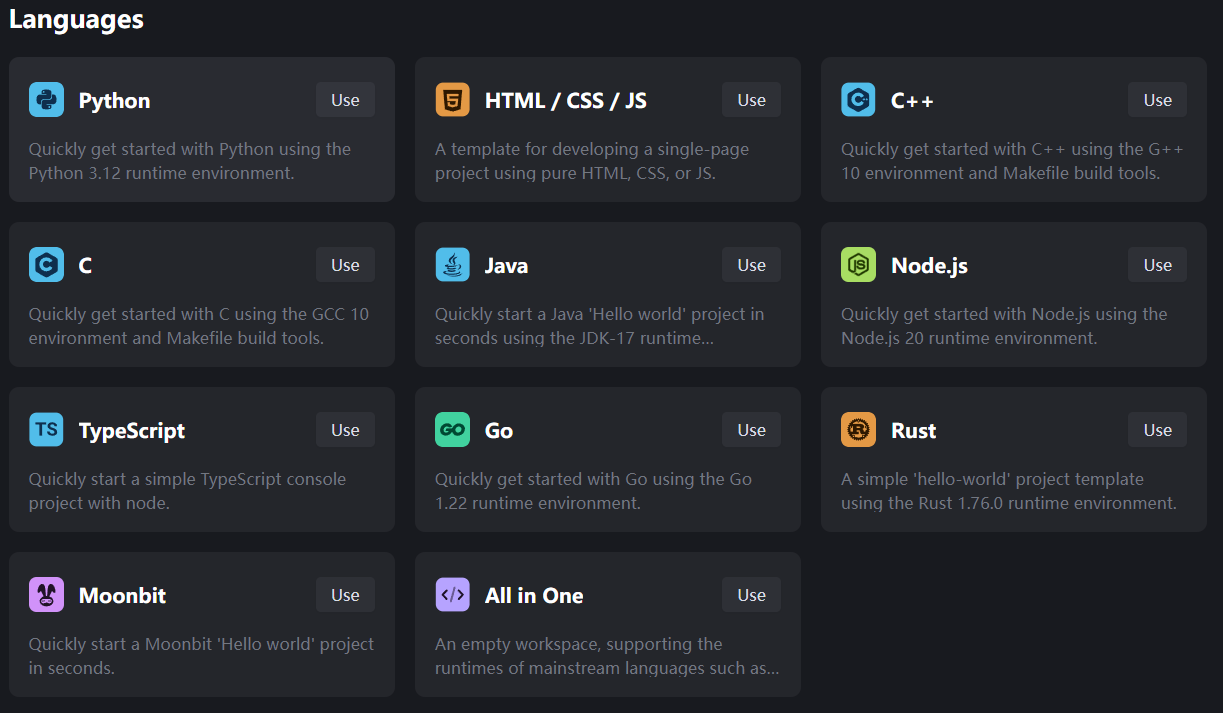 Languages
Python
Use
Quickly get started with Python using the
Python 3.12 runtime environment.
HTML / CSS / JS
Use
A template for developing a single-page
project using pure HTML, CSS, or JS.
C++
Use
Quickly get started with C++ using the G++
10 environment and Makefile build tools.
C
Use
Quickly get started with C using the GCC 10
environment and Makefile build tools.
Java
Use
Quickly start a Java 'Hello world' project in
seconds using the JDK-17 runtime...
JS
Node.js
Use
Quickly get started with Node.js using the
Node.js 20 runtime environment.
TS
TypeScript
Use
Quickly start a simple TypeScript console
project with node.
GO
Go
Use
Quickly get started with Go using the Go
1.22 runtime environment.
R
Rust
Use
A simple 'hello-world' project template
using the Rust 1.76.0 runtime environment.
Moonbit
Use
Quickly start a Moonbit 'Hello world' project
in seconds.
</>
All in One
Use
An empty workspace, supporting the
runtimes of mainstream languages such as...